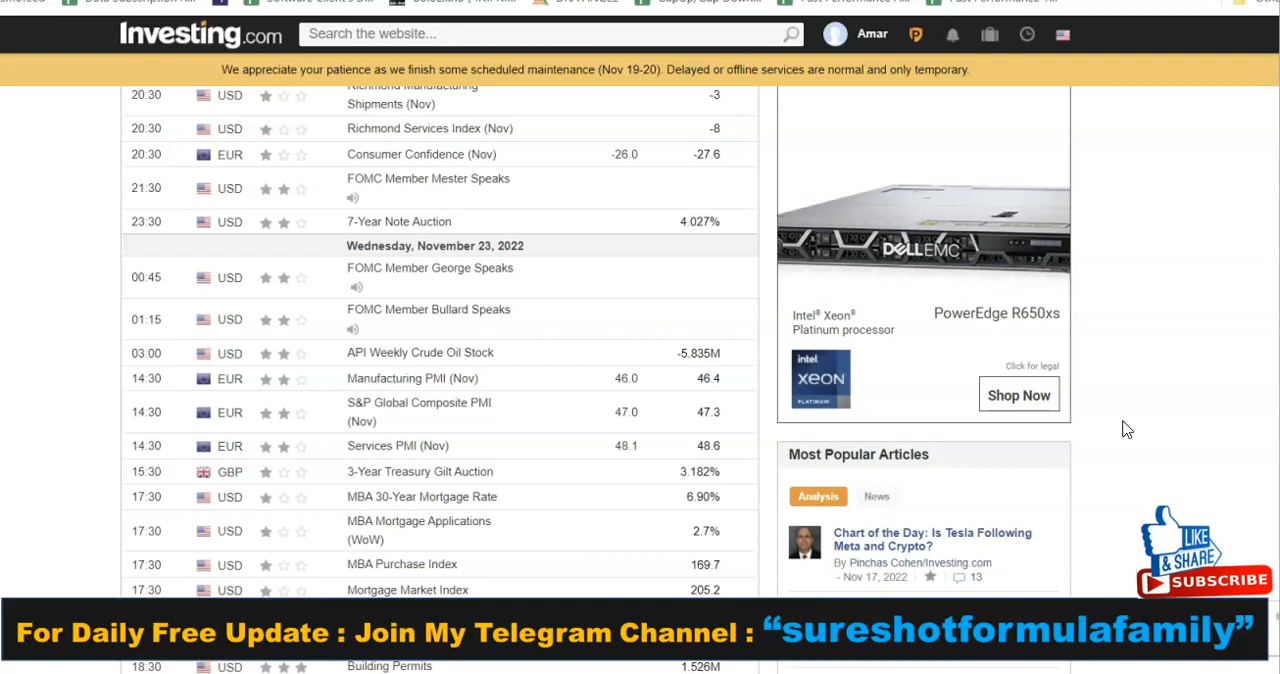 Investing.com
Search the website...
Amar
We appreciate your patience as we finish some scheduled maintenance (Nov 19-20). Delayed or offline services are normal and only temporary.
20:30 USD Richmond Manufacturing Shipments (Nov) -3
20:30 USD Richmond Services Index (Nov) -8
20:30 EUR Consumer Confidence (Nov) -26.0 -27.6
21:30 USD FOMC Member Mester Speaks
23:30 USD 7-Year Note Auction 4.027%
Wednesday, November 23, 2022
00:45 USD FOMC Member George Speaks
01:15 USD FOMC Member Bullard Speaks
03:00 USD API Weekly Crude Oil Stock -5.835M
14:30 EUR Manufacturing PMI (Nov) 46.0 46.4
14:30 EUR S&P Global Composite PMI (Nov) 47.0 47.3
14:30 EUR Services PMI (Nov) 48.1 48.6
15:30 GBP 3-Year Treasury Gilt Auction 3.182%
17:30 USD MBA 30-Year Mortgage Rate 6.90%
17:30 USD MBA Mortgage Applications (WoW) 2.7%
17:30 USD MBA Purchase Index 169.7
17:30 USD Mortgage Market Index 205.2
18:30 USD Building Permits 1.526M
DELLEMC
Intel® Xeon®
Platinum processor
PowerEdge R650xs
intel
XEON
PLATINUM
Click for legal
Shop Now
Most Popular Articles
Analysis News
Chart of the Day: Is Tesla Following
Meta and Crypto?
By Pinchas Cohen/Investing.com
- Nov 17, 2022 13
LIKE
& SHARE
SUBSCRIBE
For Daily Free Update : Join My Telegram Channel : “sureshotformulafamily”